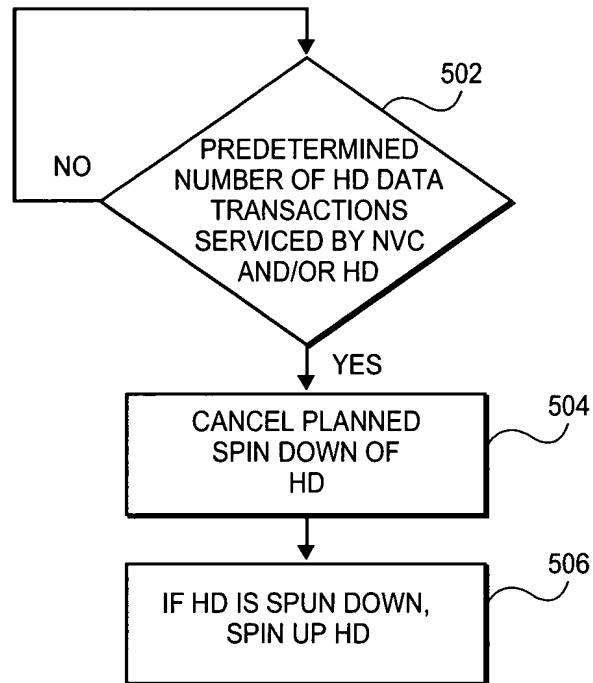 502
PREDETERMINED
NUMBER OF HD DATA
TRANSACTIONS
SERVICED BY NVC
AND/OR HD
NO
YES
CANCEL PLANNED
SPIN DOWN OF
HD
504
IF HD IS SPUN DOWN,
SPIN UP HD
506